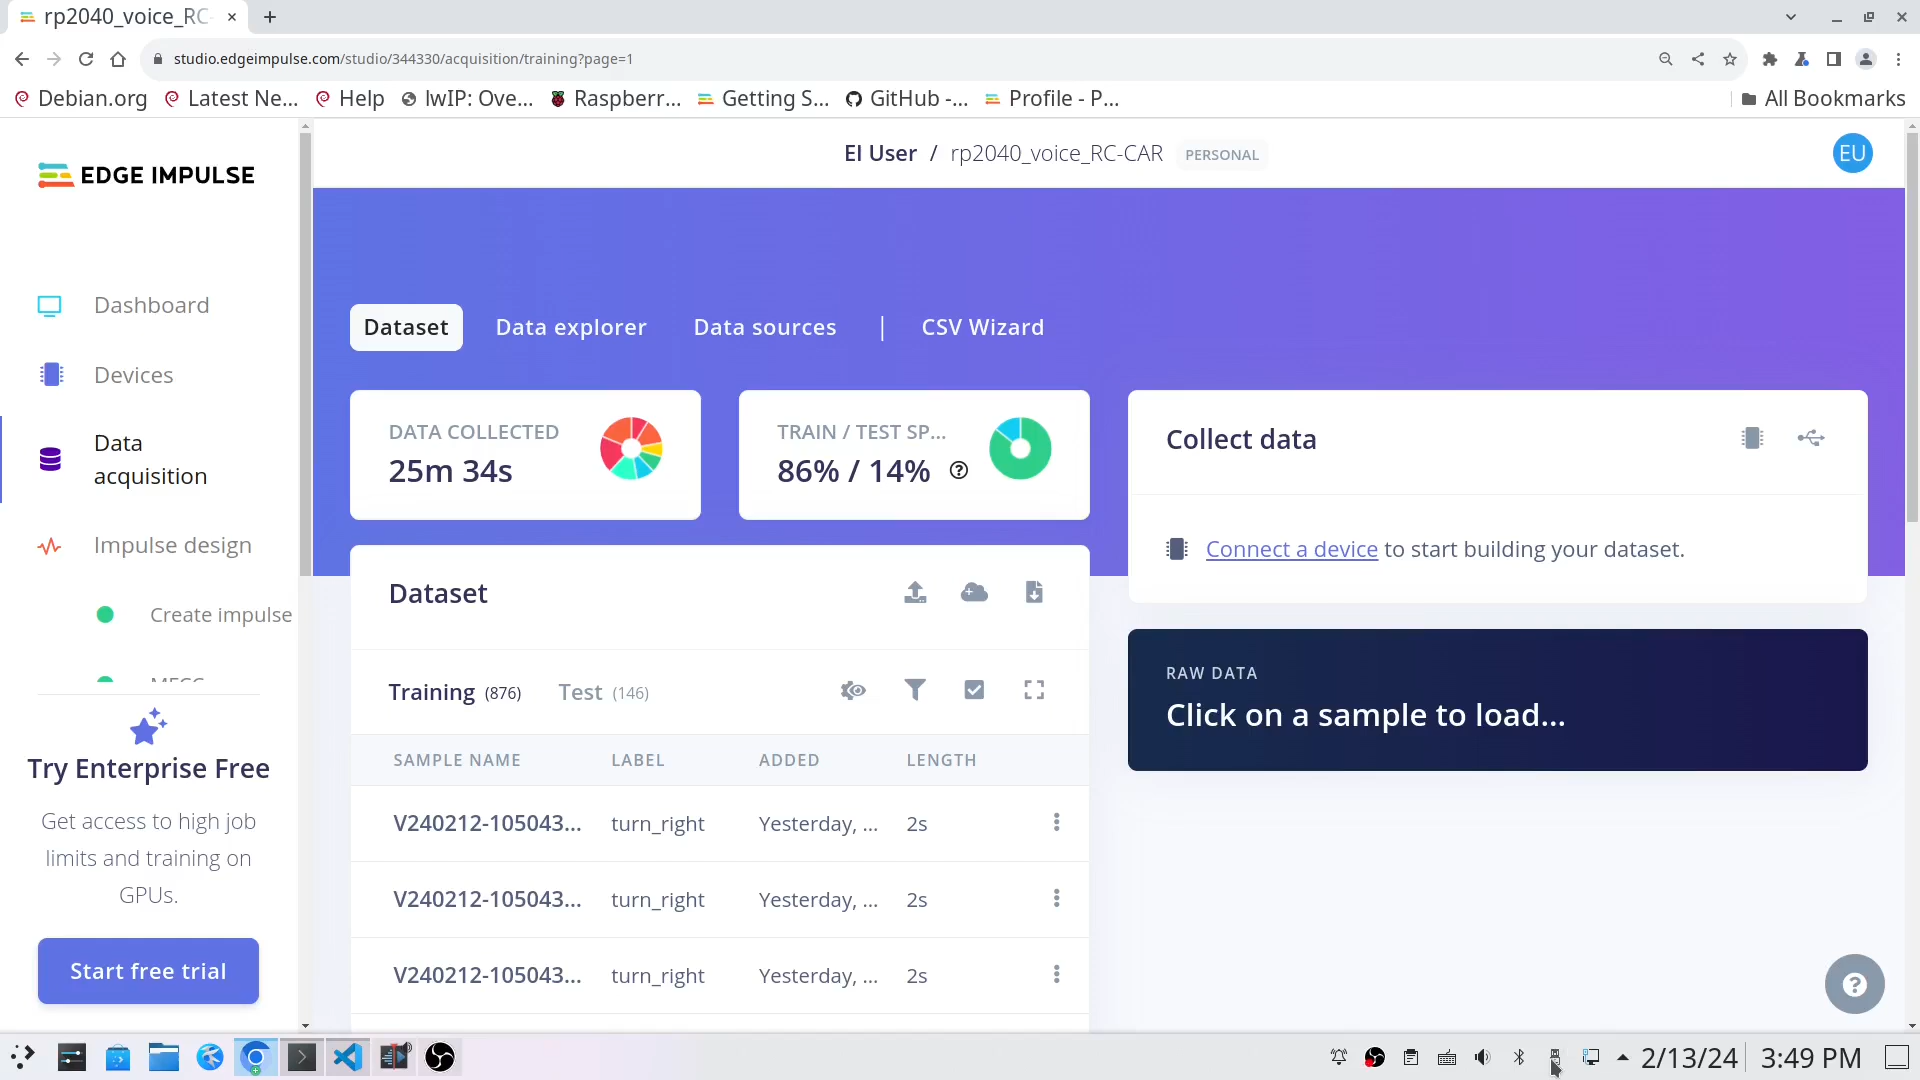 rp2040_voice_RC-
studio.edgeimpulse.com/studio/344330/acquisition/training?page=1
Debian.org
Latest Ne...
Help
lwIP: Ove...
Raspberr...
Getting S...
GitHub -...
Profile - P...
All Bookmarks
EDGE IMPULSE
EI User / rp2040_voice_RC-CAR PERSONAL
EU
Dashboard
Devices
Data
acquisition
Impulse design
Create impulse
Try Enterprise Free
Get access to high job
limits and training on
GPUs.
Start free trial
Dataset
Data explorer
Data sources
|
CSV Wizard
DATA COLLECTED
25m 34s
TRAIN / TEST SP...
86% / 14%
Collect data
Connect a device to start building your dataset.
Dataset
Training (876)
Test (146)
RAW DATA
Click on a sample to load...
SAMPLE NAME LABEL ADDED LENGTH
V240212-105043... turn_right Yesterday, ... 2s
V240212-105043... turn_right Yesterday, ... 2s
V240212-105043... turn_right Yesterday, ... 2s
2/13/24 3:49 PM